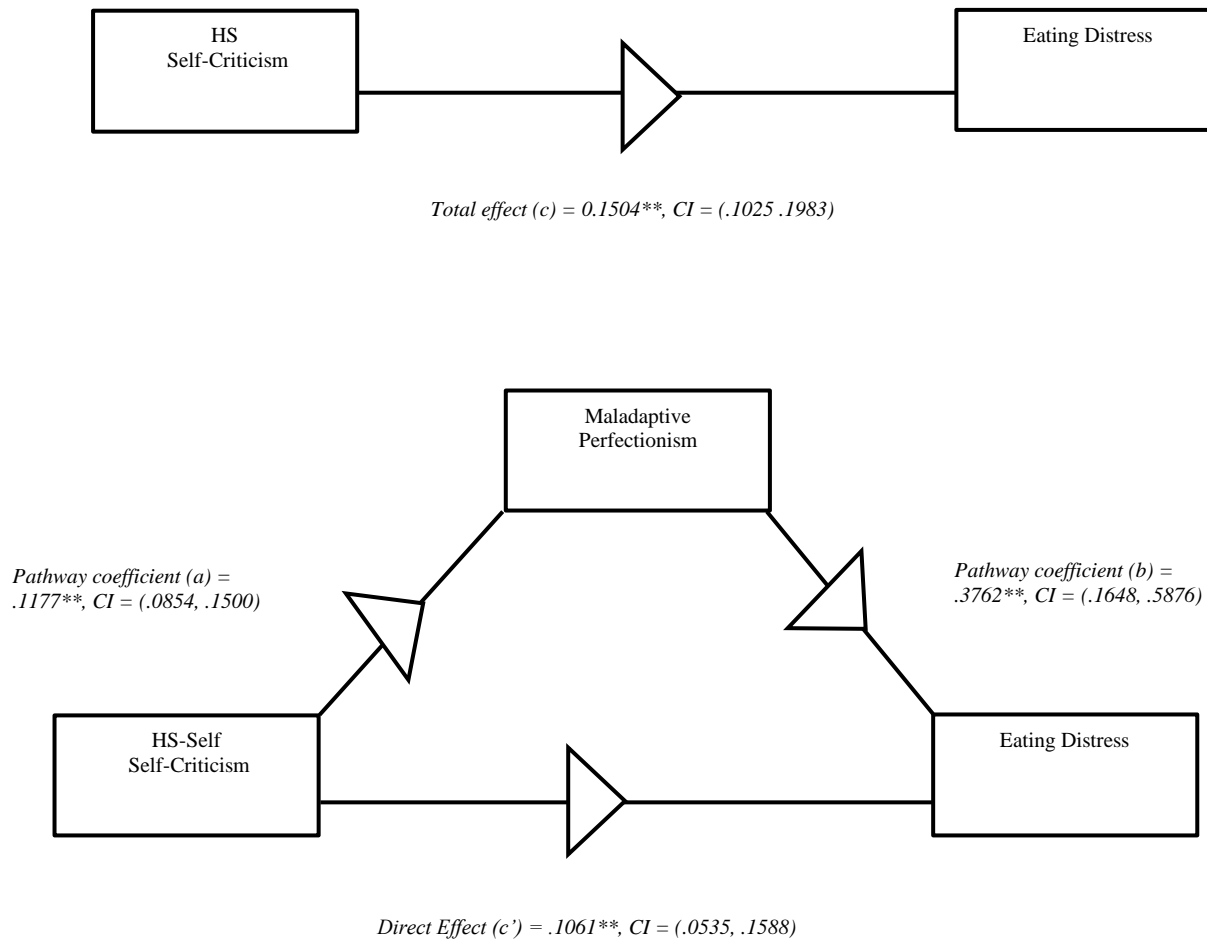 HS
Self-Criticism
Eating Distress
Total effect (c) = 0.1504**, CI = (.1025 .1983)
Maladaptive
Perfectionism
Pathway coefficient (a) =
.1177**, CI = (.0854, .1500)
Pathway coefficient (b) =
.3762**, CI = (.1648, .5876)
HS-Self
Self-Criticism
Eating Distress
Direct Effect (c’) = .1061**, CI = (.0535, .1588)